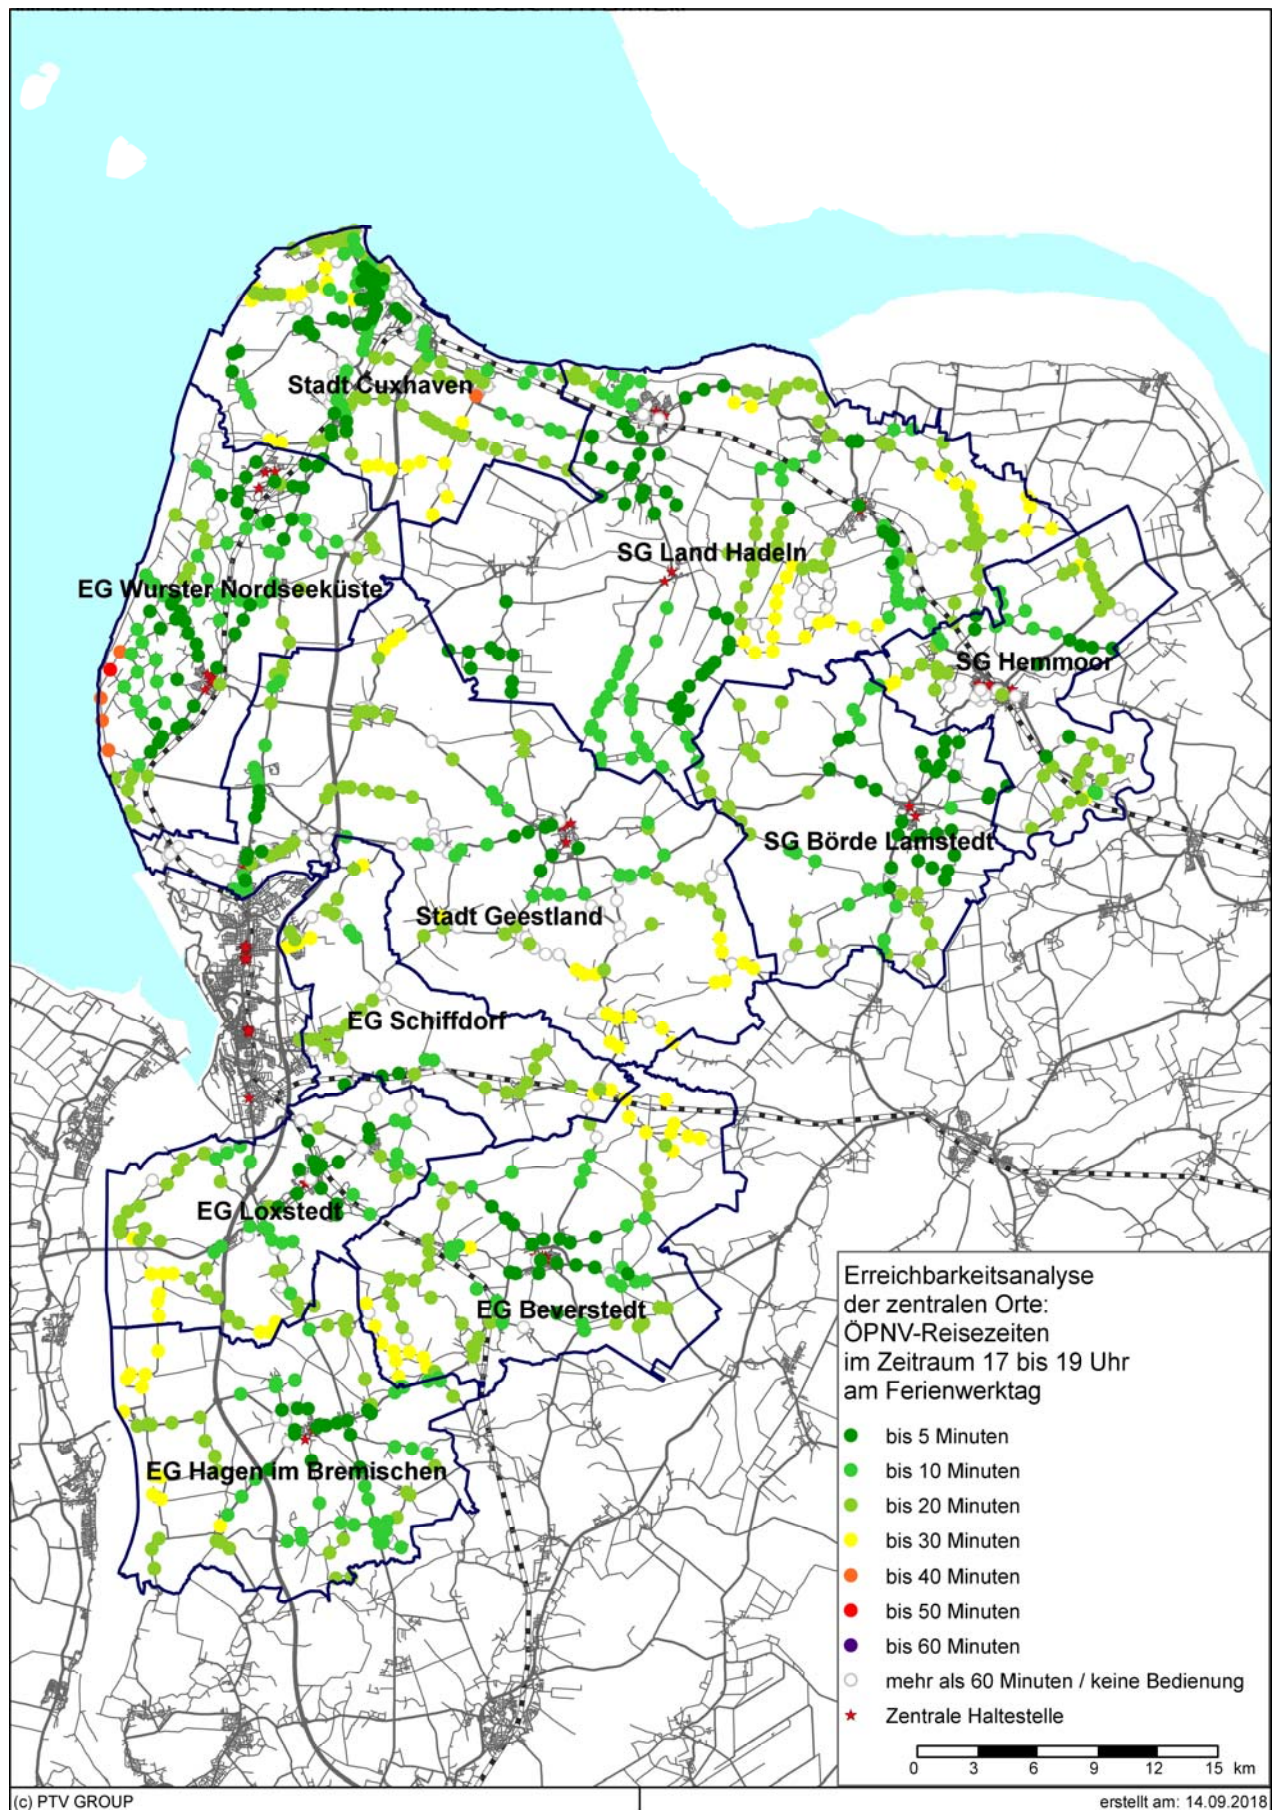 Stadt Cuxhaven
SG Land Hadeln
EG Wurster Nordseeküste
SG Hemmoor
SG Börde Lamstedt
Stadt Geestland
EG Schiffdorf
EG Loxstedt
EG Beverstedt
EG Hagen im Bremischen
Erreichbarkeitsanalyse
der zentralen Orte:
ÖPNV-Reisezeiten
im Zeitraum 17 bis 19 Uhr
am Ferienwerktag
bis 5 Minuten
bis 10 Minuten
bis 20 Minuten
bis 30 Minuten
bis 40 Minuten
bis 50 Minuten
bis 60 Minuten
mehr als 60 Minuten / keine Bedienung
Zentrale Haltestelle
0 3 6 9 12 15 km
(c) PTV GROUP
erstellt am: 14.09.2018